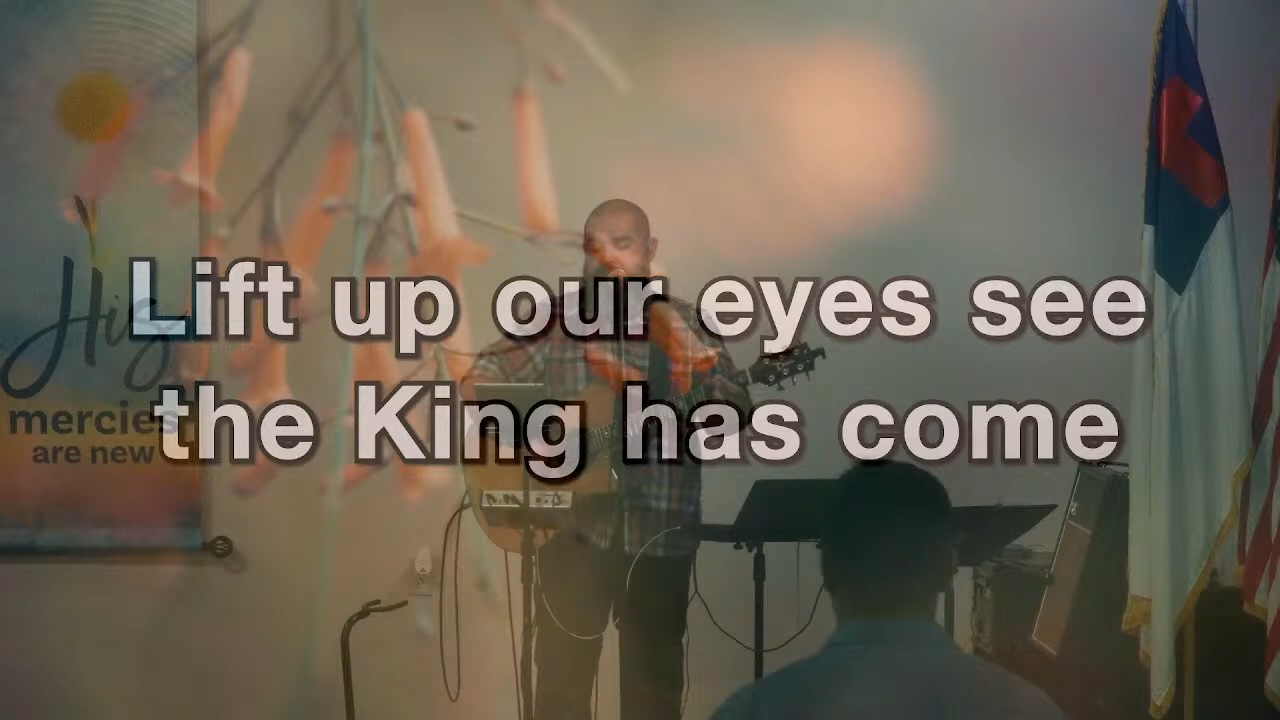 Lift up our eyes see
the King has come
His
mercies
are new